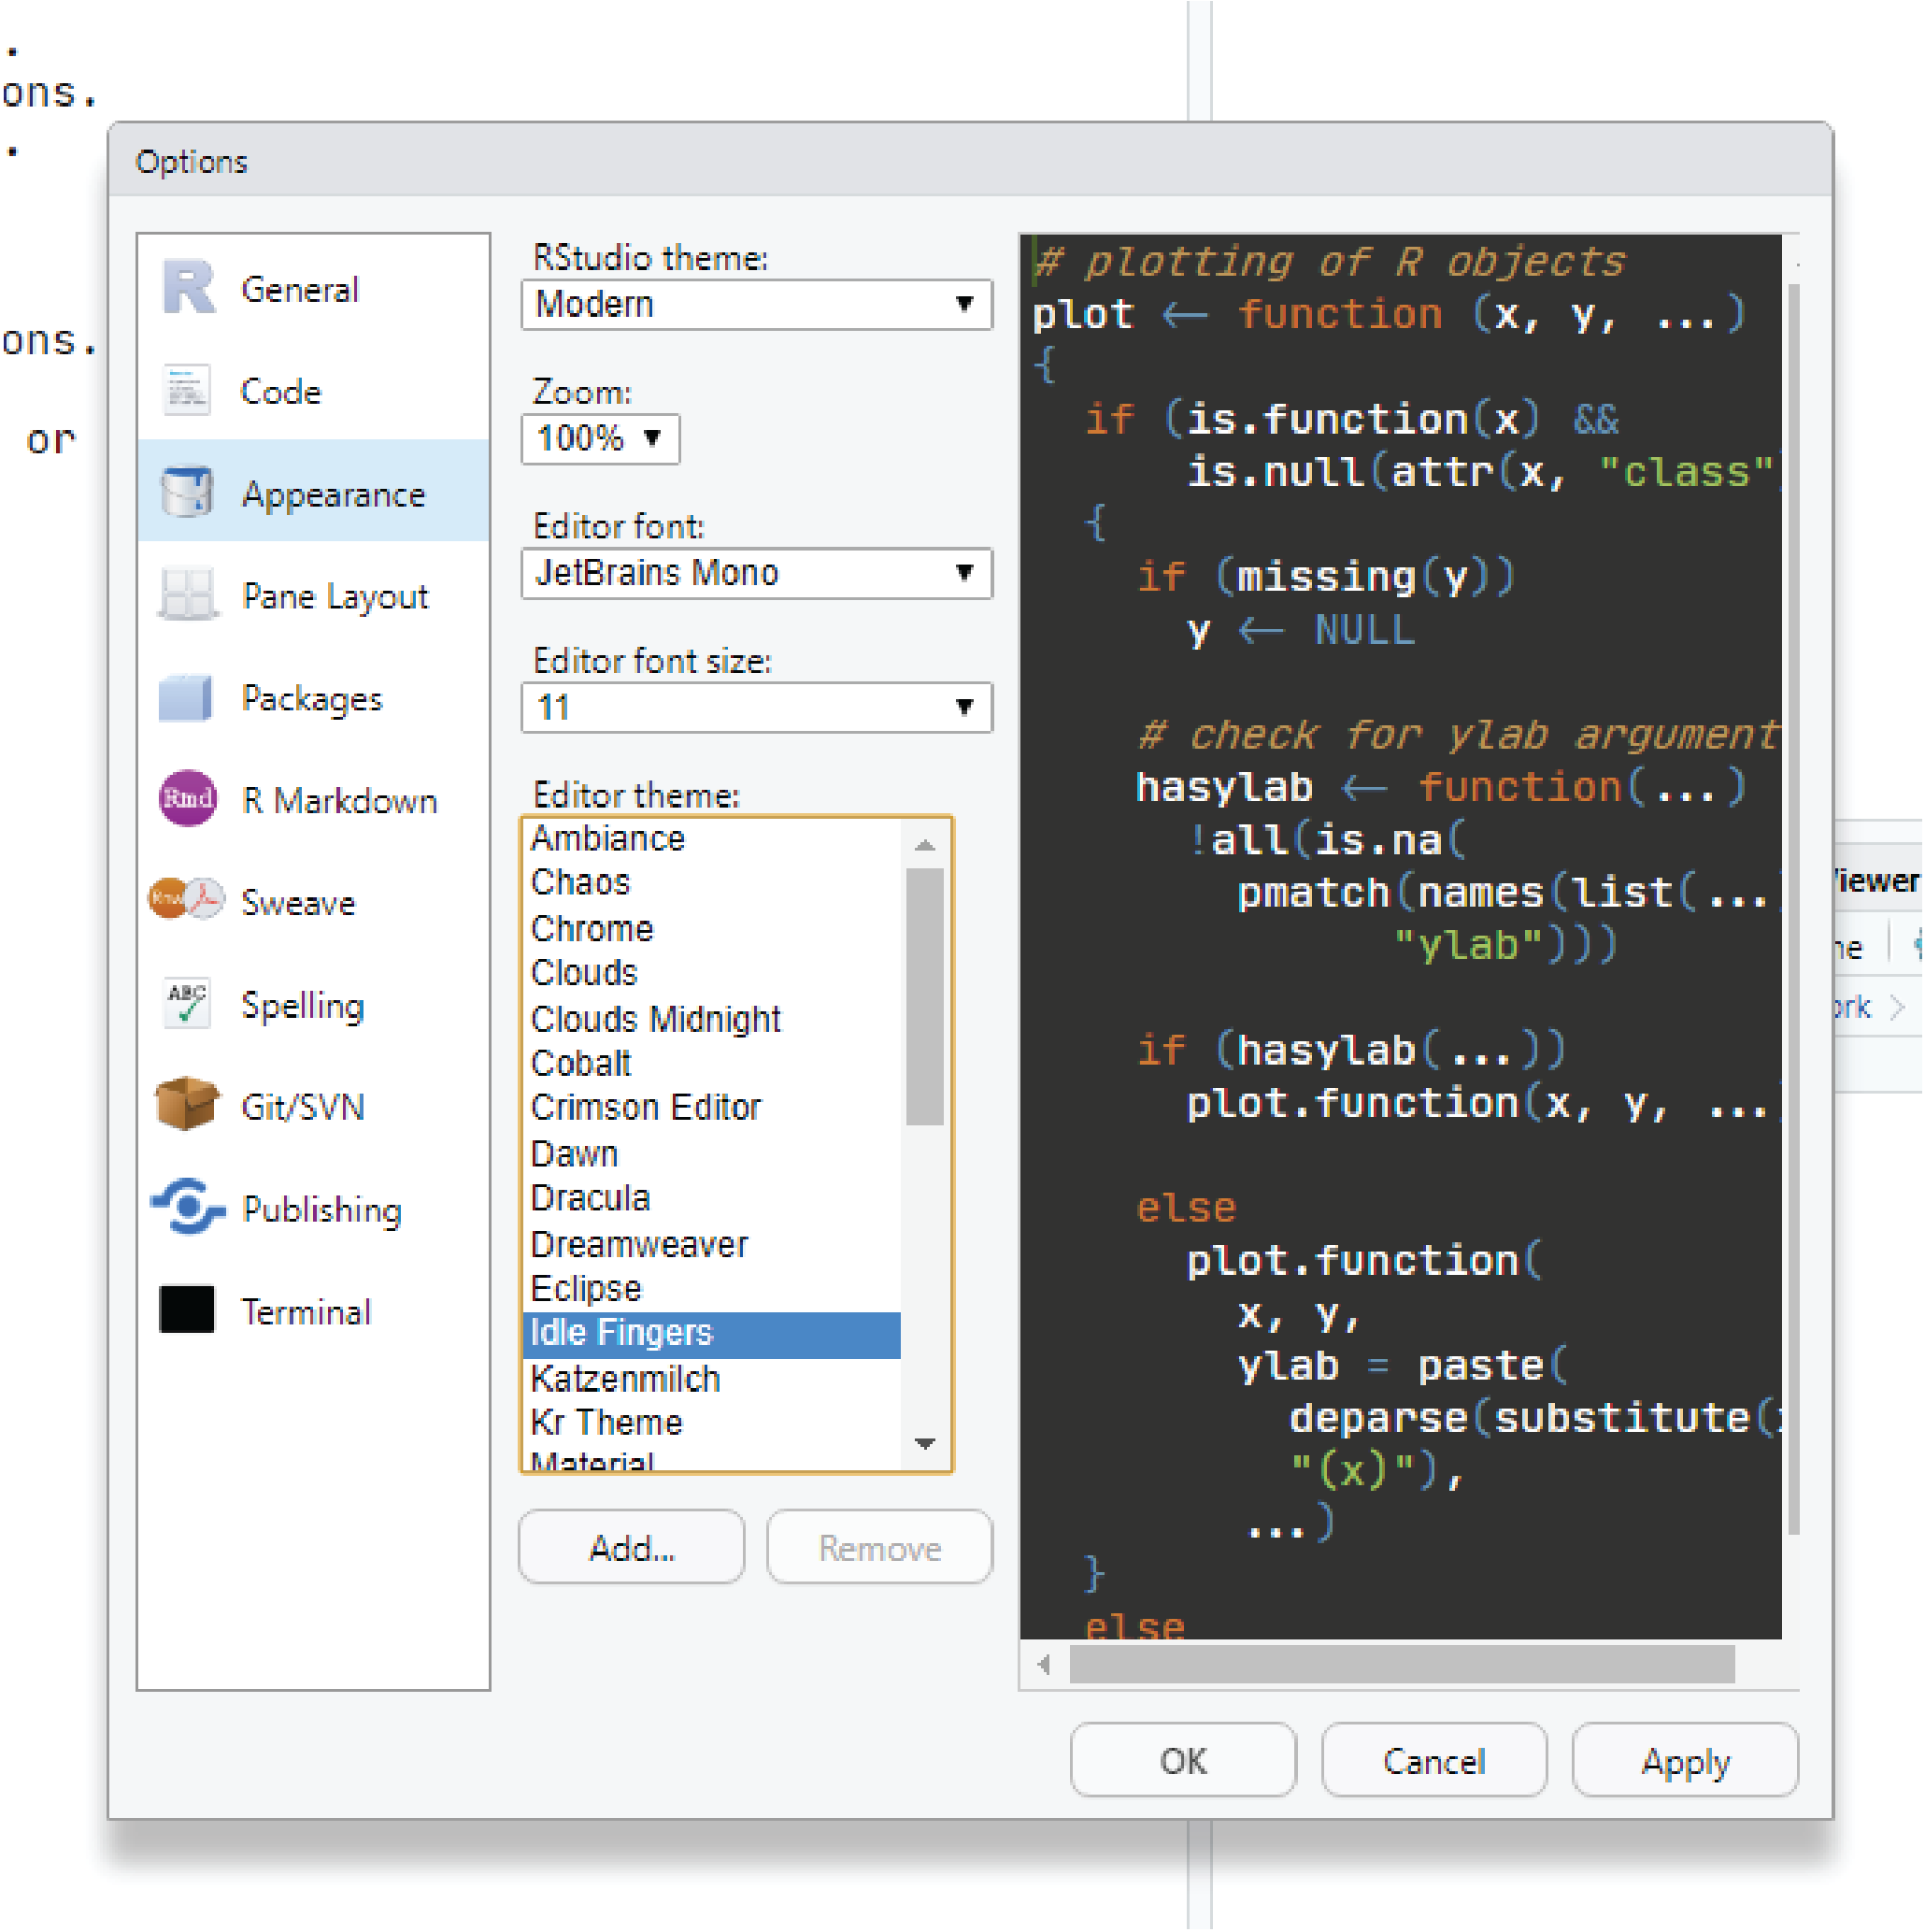 .
ons.
.
ons.
or
Options
General
Code
Appearance
Pane Layout
Packages
Rmd
R Markdown
Sweave
ABC
Spelling
Git/SVN
Publishing
Terminal
RStudio theme:
Modern
Zoom:
100%
Editor font:
JetBrains Mono
Editor font size:
11
Editor theme:
Ambiance
Chaos
Chrome
Clouds
Clouds Midnight
Cobalt
Crimson Editor
Dawn
Dracula
Dreamweaver
Eclipse
Idle Fingers
Katzenmilch
Kr Theme
Material
Add...
Remove
# plotting of R objects
plot ← function (x, y, ...)
{
if (is.function(x) &&
is.null(attr(x, "class")
{
if (missing(y))
y ← NULL
# check for ylab argument
hasylab ← function(...)
!all(is.na(
pmatch(names(list(...)
"ylab")))
if (hasylab(...))
plot.function(x, y, ...)
else
plot.function(
x, y,
ylab = paste(
deparse(substitute(
"(x)"),
...)
}
else
OK
Cancel
Apply
iewer
ne
ork